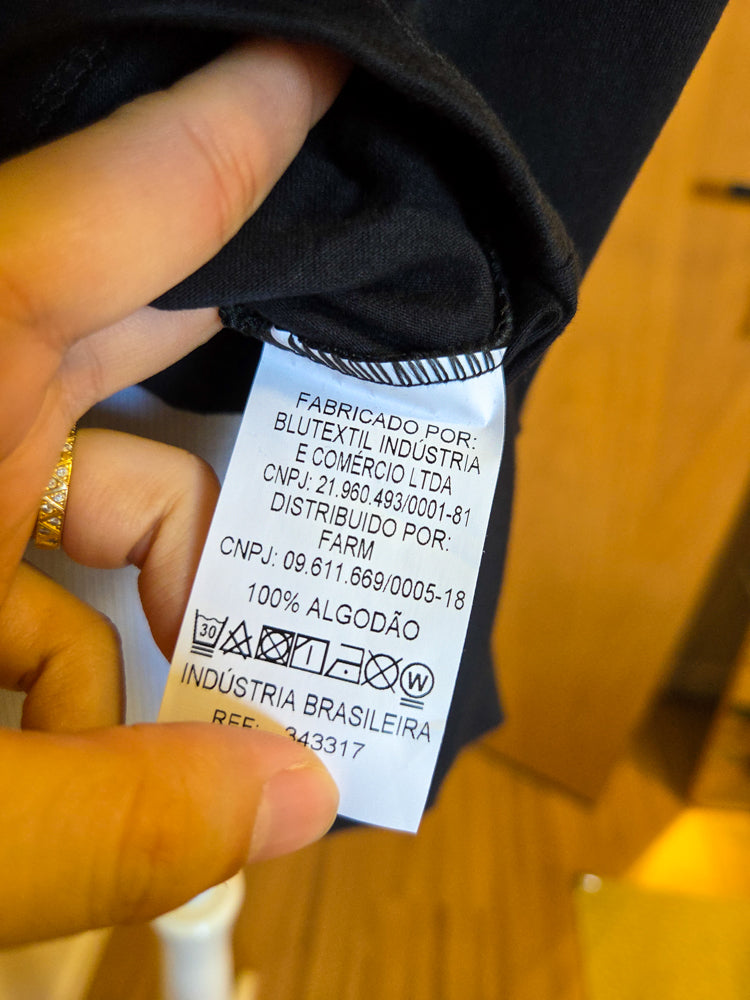 FABRICADO POR:
BLUTEXTIL INDÚSTRIA
E COMÉRCIO LTDA
CNPJ: 21.960.493/0001-81
DISTRIBUIDO POR:
FARM
CNPJ: 09.611.669/0005-18
100% ALGODÃO
30 W
INDÚSTRIA BRASILEIRA
REF: 343317